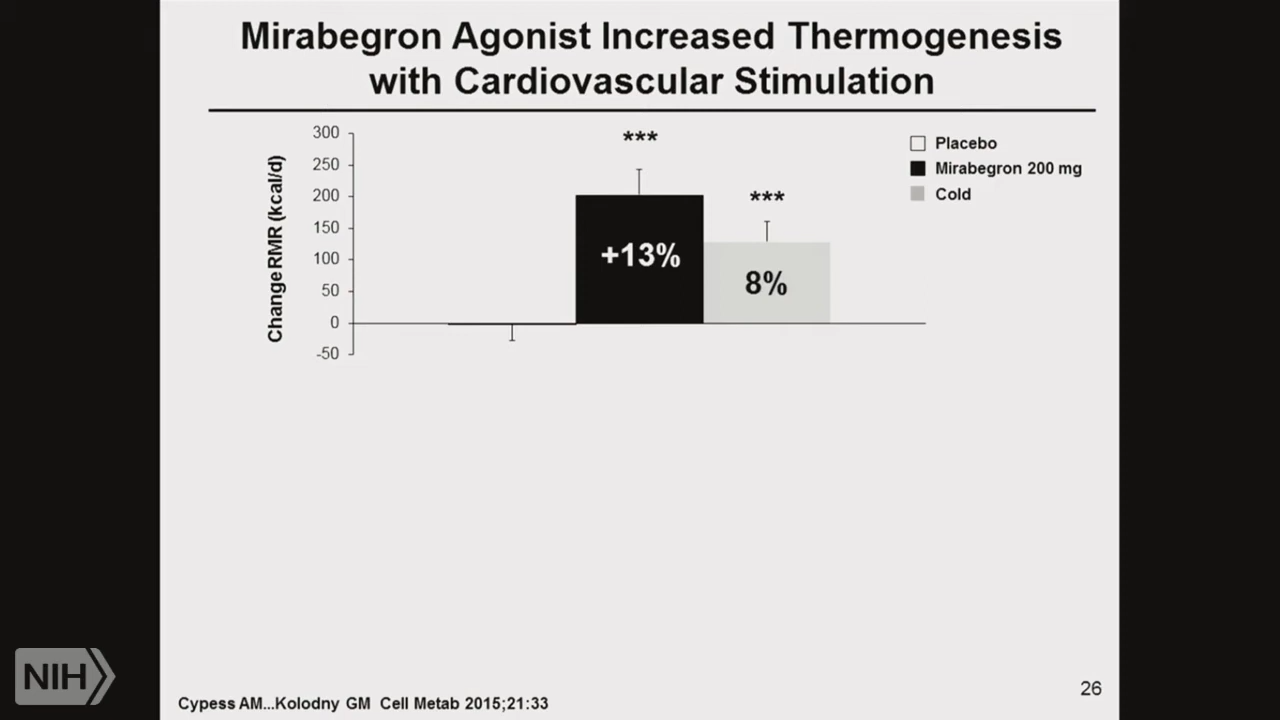 Mirabegron Agonist Increased Thermogenesis
with Cardiovascular Stimulation
Change RMR (kcal/d)
300
250
200
150
100
50
0
-50
***
+13%
***
8%
Placebo
Mirabegron 200 mg
Cold
NIH
Cypess AM...Kolodny GM Cell Metab 2015;21:33
26